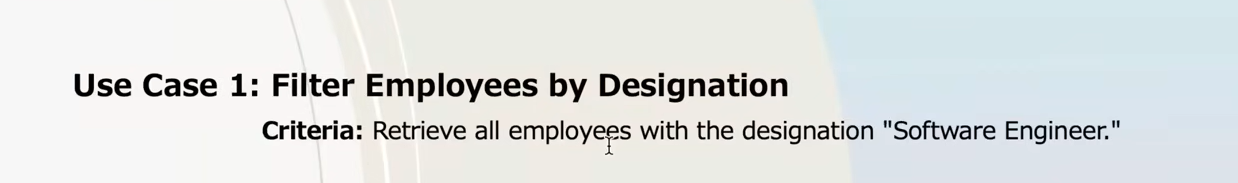 Use Case 1: Filter Employees by Designation
Criteria: Retrieve all employees with the designation "Software Engineer."